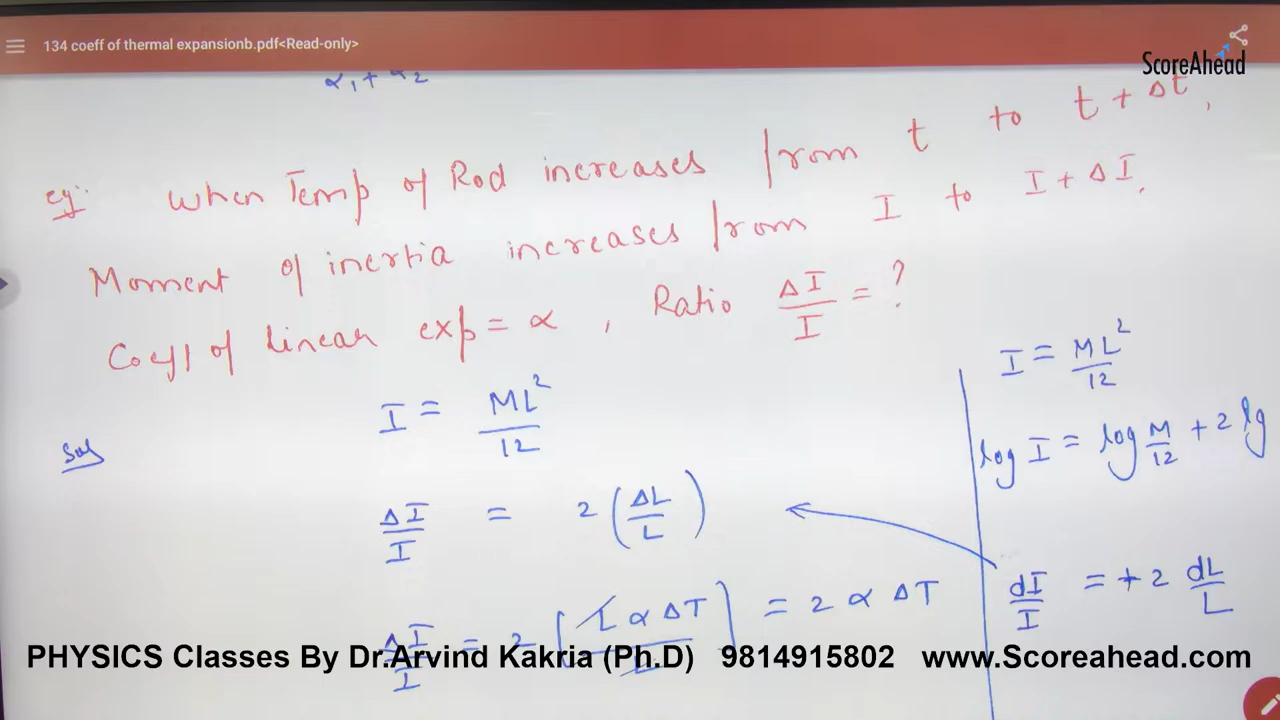 134 coeff of thermal expansionb.pdf<Read-only>
ScoreAhead
α₁ + α₂
eg:- When Temp of Rod increases from t to t + Δt,
Moment of inertia increases from I to I + ΔI.
Coeff of linear exp = α , Ratio ΔI/I = ?
Sol I = ML²/12
ΔI/I = 2 (ΔL/L)
ΔI/I = 2 [L α ΔT/L] = 2 α ΔT
I = ML²/12
log I = log M/12 + 2 lg
dI/I = + 2 dL/L
PHYSICS Classes By Dr.Arvind Kakria (Ph.D) 9814915802 www.Scoreahead.com